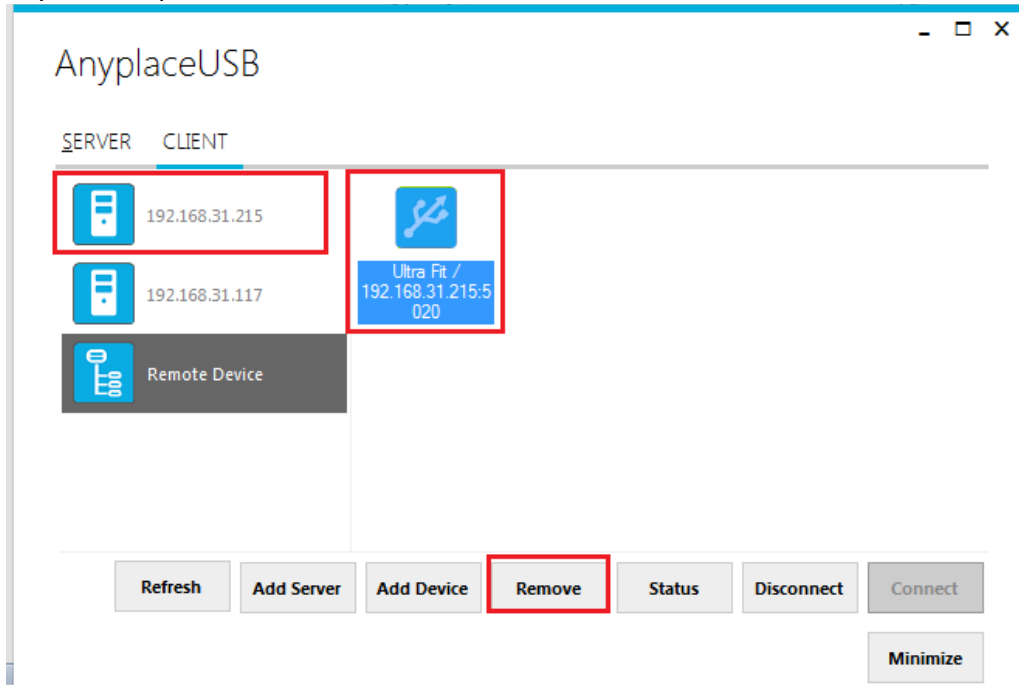 AnyplaceUSB
SERVER CLIENT
192.168.31.215
192.168.31.117
Remote Device
Ultra Fit /
192.168.31.215:5
020
Refresh Add Server Add Device Remove Status Disconnect Connect
Minimize